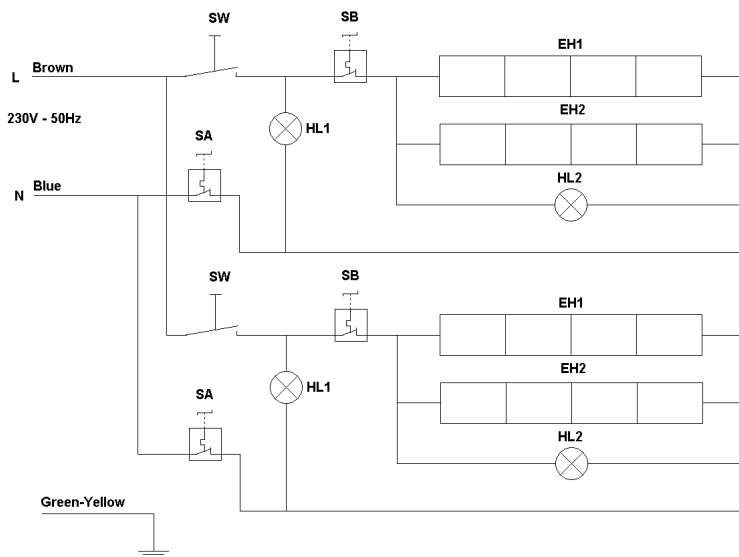 SW
SB
EH1
L
Brown
230V - 50Hz
EH2
HL1
SA
HL2
N
Blue
SW
SB
EH1
EH2
HL1
SA
HL2
Green-Yellow